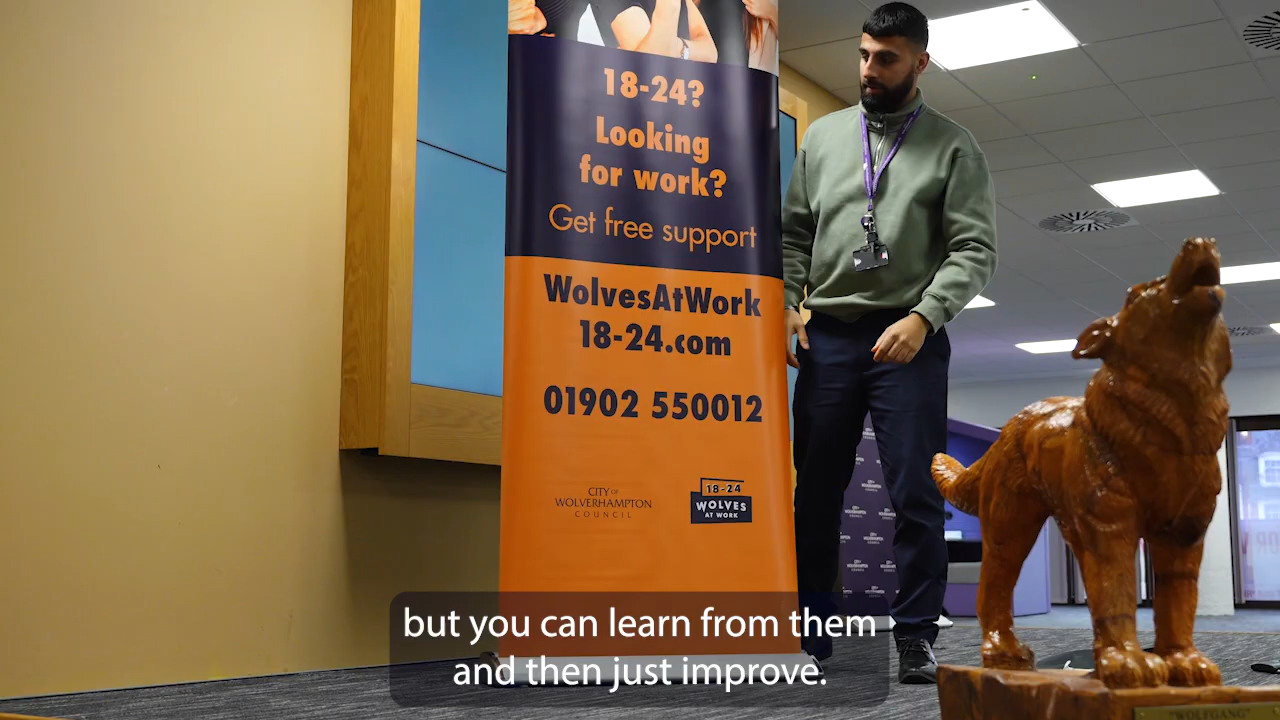 18-24?
Looking
for work?
Get free support
WolvesAtWork
18-24.com
01902 550012
CITY OF
WOLVERHAMPTON
COUNCIL
18-24
WOLVES
AT WORK
but you can learn from them
and then just improve.